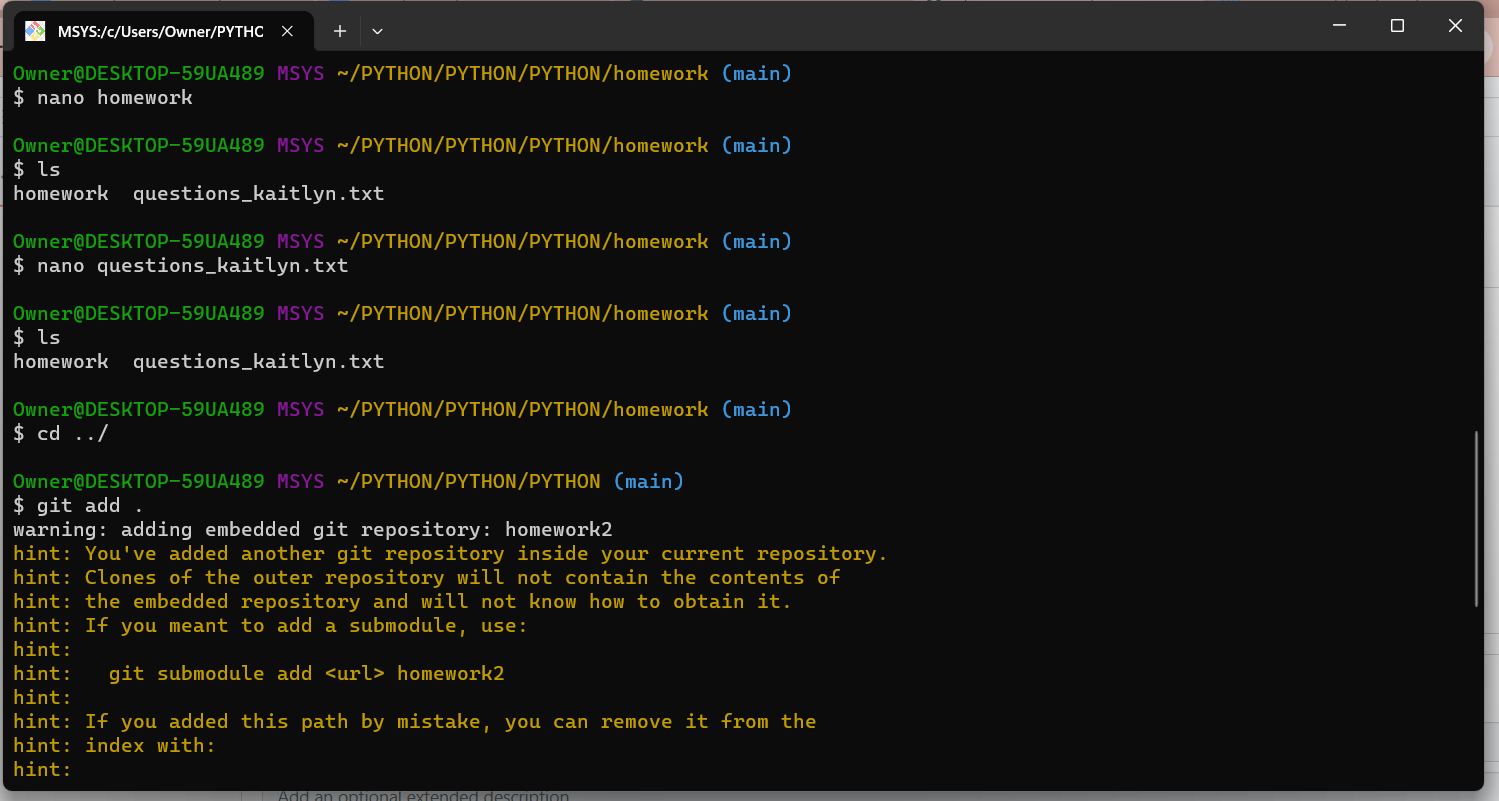 MSYS:/c/Users/Owner/PYTHC
Owner@DESKTOP-59UA489 MSYS ~/PYTHON/PYTHON/PYTHON/homework (main)
$ nano homework
Owner@DESKTOP-59UA489 MSYS ~/PYTHON/PYTHON/PYTHON/homework (main)
$ ls
homework  questions_kaitlyn.txt
Owner@DESKTOP-59UA489 MSYS ~/PYTHON/PYTHON/PYTHON/homework (main)
$ nano questions_kaitlyn.txt
Owner@DESKTOP-59UA489 MSYS ~/PYTHON/PYTHON/PYTHON/homework (main)
$ ls
homework  questions_kaitlyn.txt
Owner@DESKTOP-59UA489 MSYS ~/PYTHON/PYTHON/PYTHON/homework (main)
$ cd ../
Owner@DESKTOP-59UA489 MSYS ~/PYTHON/PYTHON/PYTHON (main)
$ git add .
warning: adding embedded git repository: homework2
hint: You've added another git repository inside your current repository.
hint: Clones of the outer repository will not contain the contents of
hint: the embedded repository and will not know how to obtain it.
hint: If you meant to add a submodule, use:
hint:
hint:   git submodule add <url> homework2
hint:
hint: If you added this path by mistake, you can remove it from the
hint: index with:
hint:
Add an optional extended description